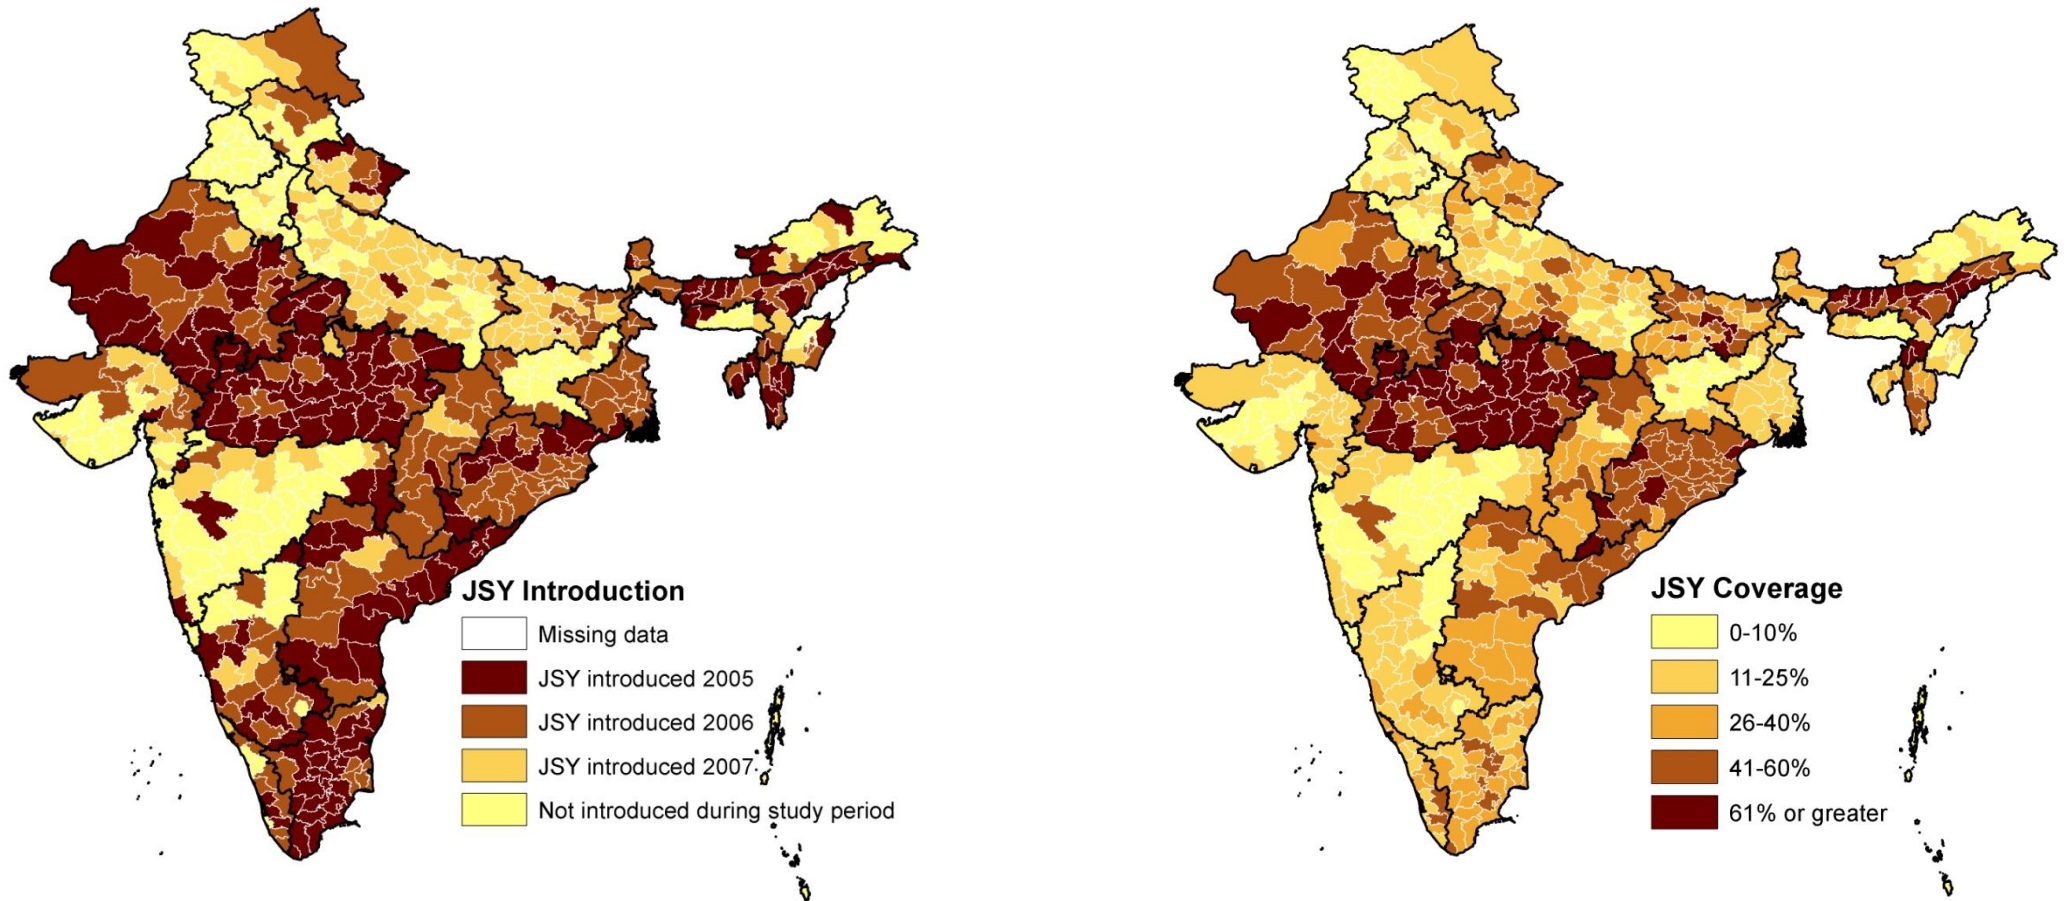 JSY Introduction
Missing data
JSY introduced 2005
JSY introduced 2006
JSY introduced 2007
Not introduced during study period
JSY Coverage
0-10%
11-25%
26-40%
41-60%
61% or greater